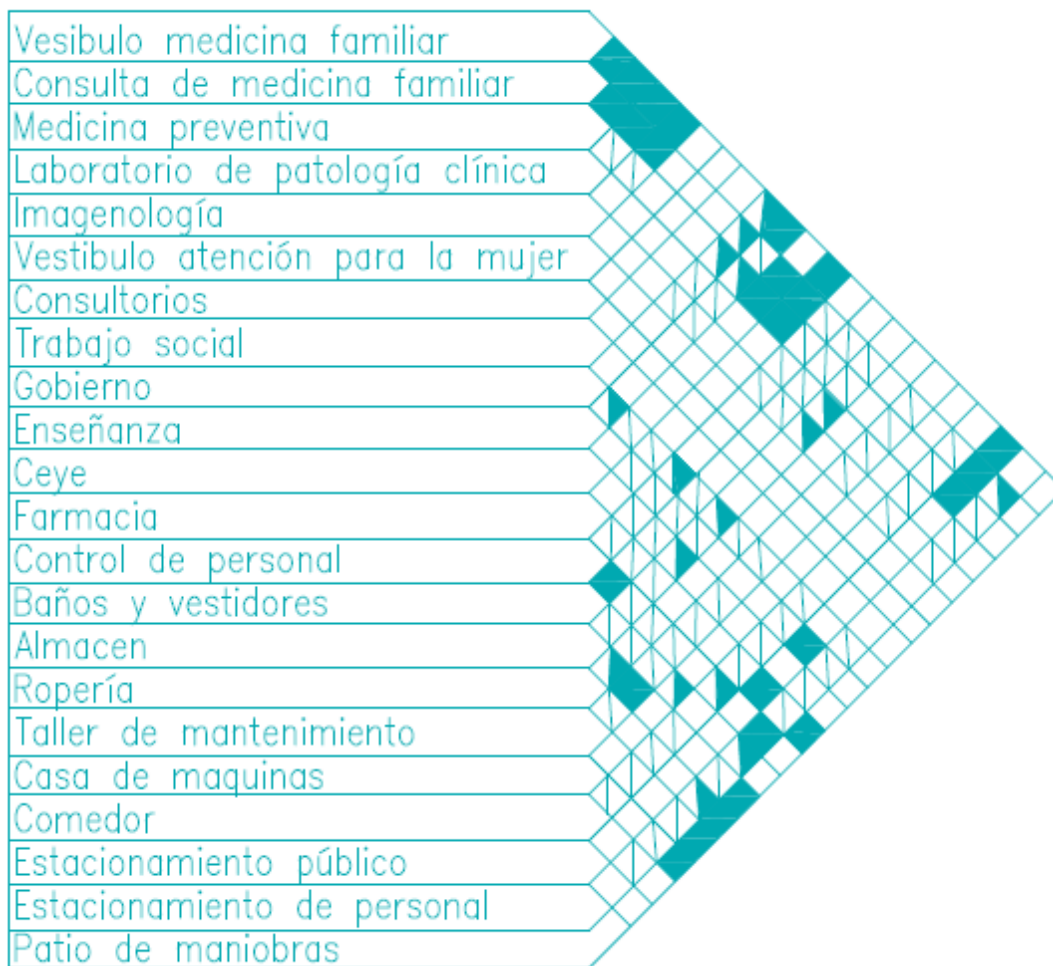 Vesibulo medicina familiar
Consulta de medicina familiar
Medicina preventiva
Laboratorio de patología clínica
Imagenología
Vestibulo atención para la mujer
Consultorios
Trabajo social
Gobierno
Enseñanza
Ceye
Farmacia
Control de personal
Baños y vestidores
Almacen
Ropería
Taller de mantenimiento
Casa de maquinas
Comedor
Estacionamiento público
Estacionamiento de personal
Patio de maniobras